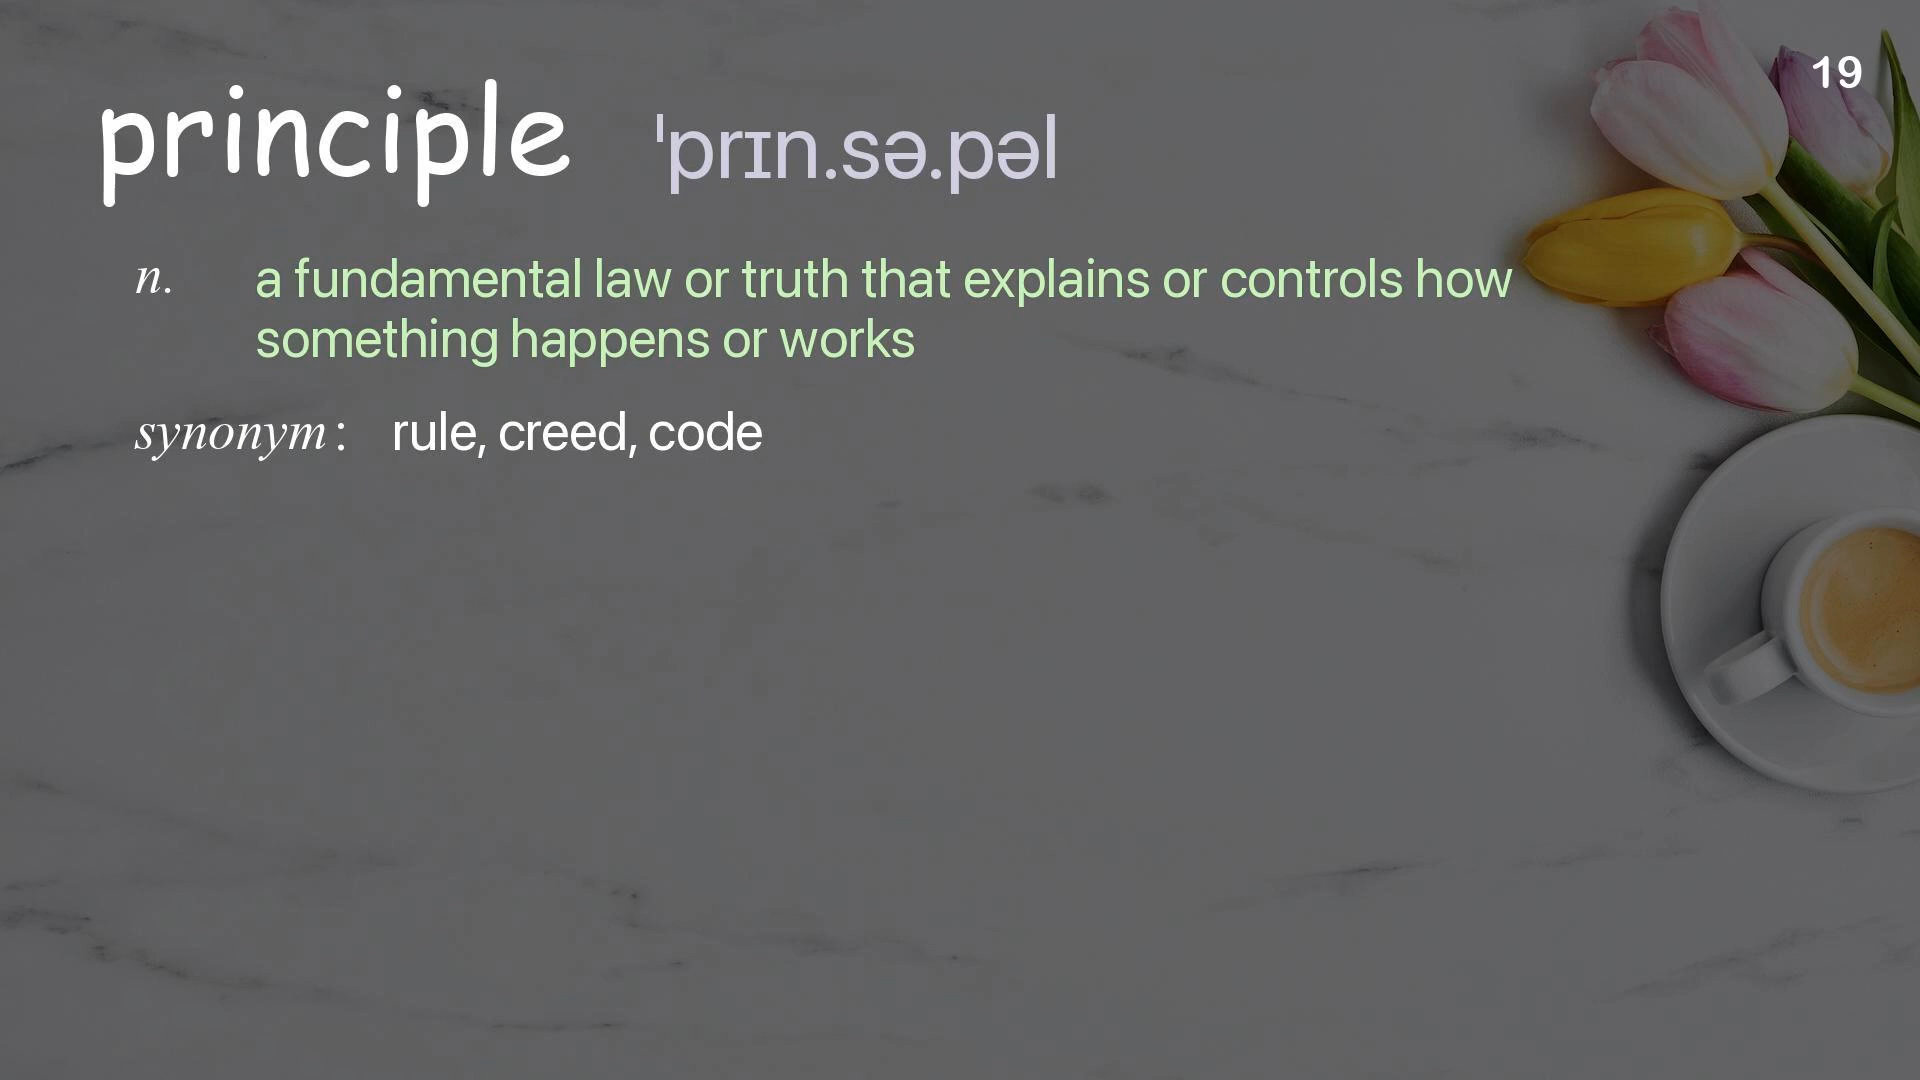 19
principle ˈprɪn.sə.pəl
n. a fundamental law or truth that explains or controls how
something happens or works
synonym : rule, creed, code